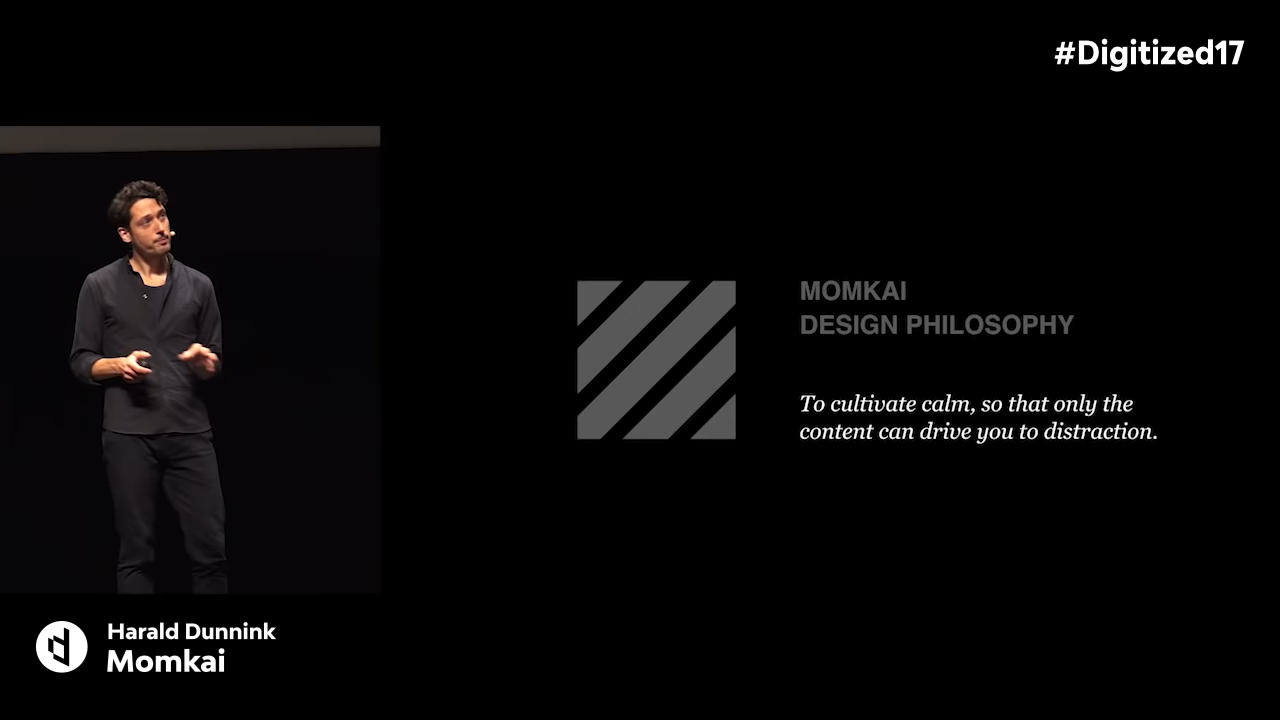 #Digitized17
MOMKAI
DESIGN PHILOSOPHY
To cultivate calm, so that only the
content can drive you to distraction.
Harald Dunnink
Momkai